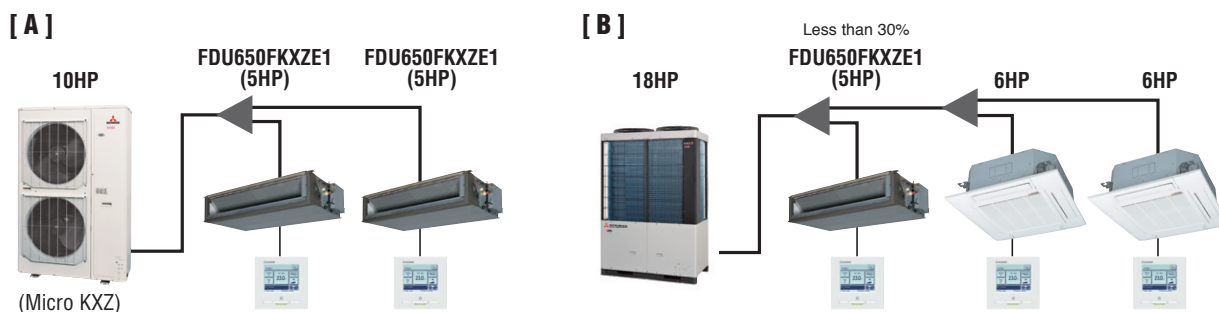 [ A ]
FDU650FKXZE1
(5HP)
FDU650FKXZE1
(5HP)
10HP
(Micro KXZ)
[ B ]
Less than 30%
FDU650FKXZE1
(5HP)
18HP
6HP
6HP